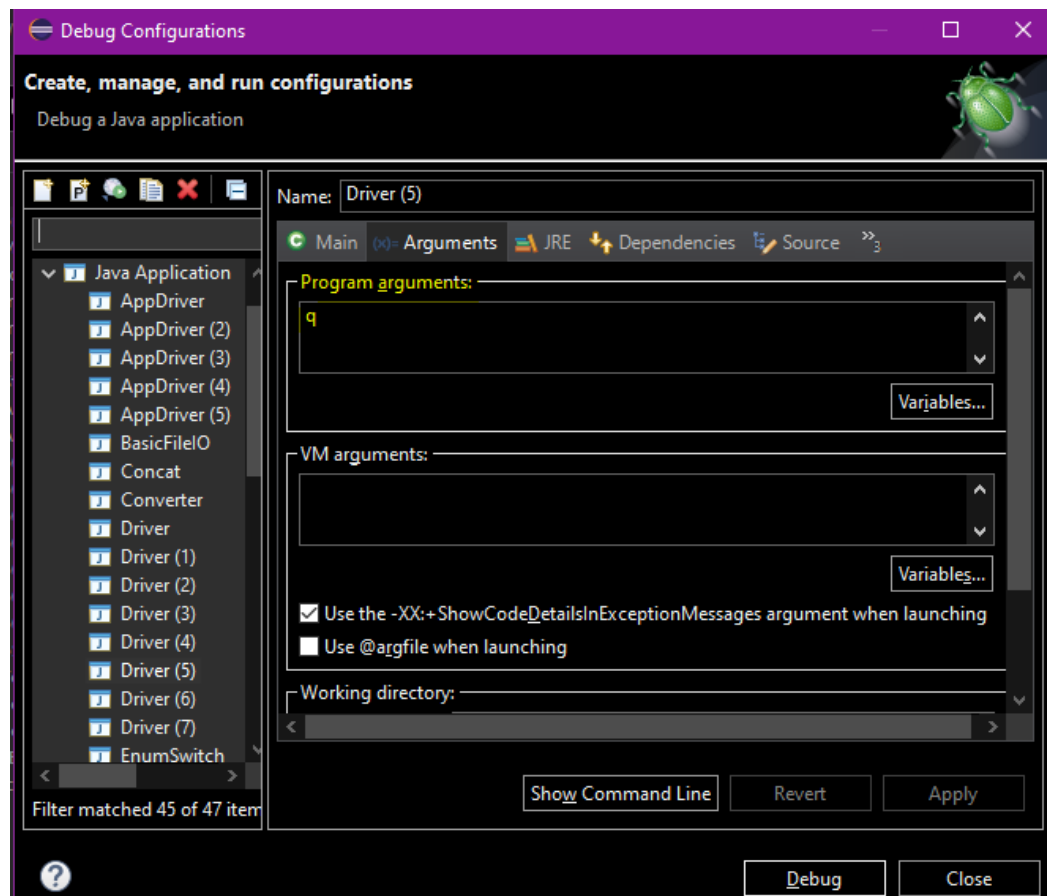 Debug Configurations
Create, manage, and run configurations
Debug a Java application
Name: Driver (5)
Main (x)= Arguments JRE Dependencies Source »3
Java Application
AppDriver
AppDriver (2)
AppDriver (3)
AppDriver (4)
AppDriver (5)
BasicFileIO
Concat
Converter
Driver
Driver (1)
Driver (2)
Driver (3)
Driver (4)
Driver (5)
Driver (6)
Driver (7)
EnumSwitch
Filter matched 45 of 47 item
Program arguments:
q
Variables...
VM arguments:
Variables...
Use the -XX:+ShowCodeDetailsInExceptionMessages argument when launching
Use @argfile when launching
Working directory:
Show Command Line
Revert
Apply
Debug
Close